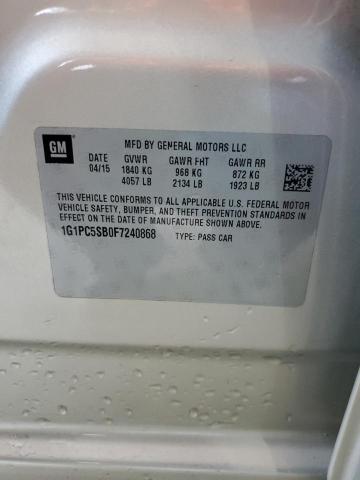 GM
MFD BY GENERAL MOTORS LLC
DATE GVWR GAWR FHT GAWR RR
04/15 1840 KG 968 KG 872 KG
4057 LB 2134 LB 1923 LB
THIS VEHICLE CONFORMS TO ALL APPLICABLE U.S. FEDERAL MOTOR
VEHICLE SAFETY, BUMPER, AND THEFT PREVENTION STANDARDS IN
EFFECT ON THE DATE OF MANUFACTURE SHOWN ABOVE.
1G1PC5SB0F7240868 TYPE: PASS CAR